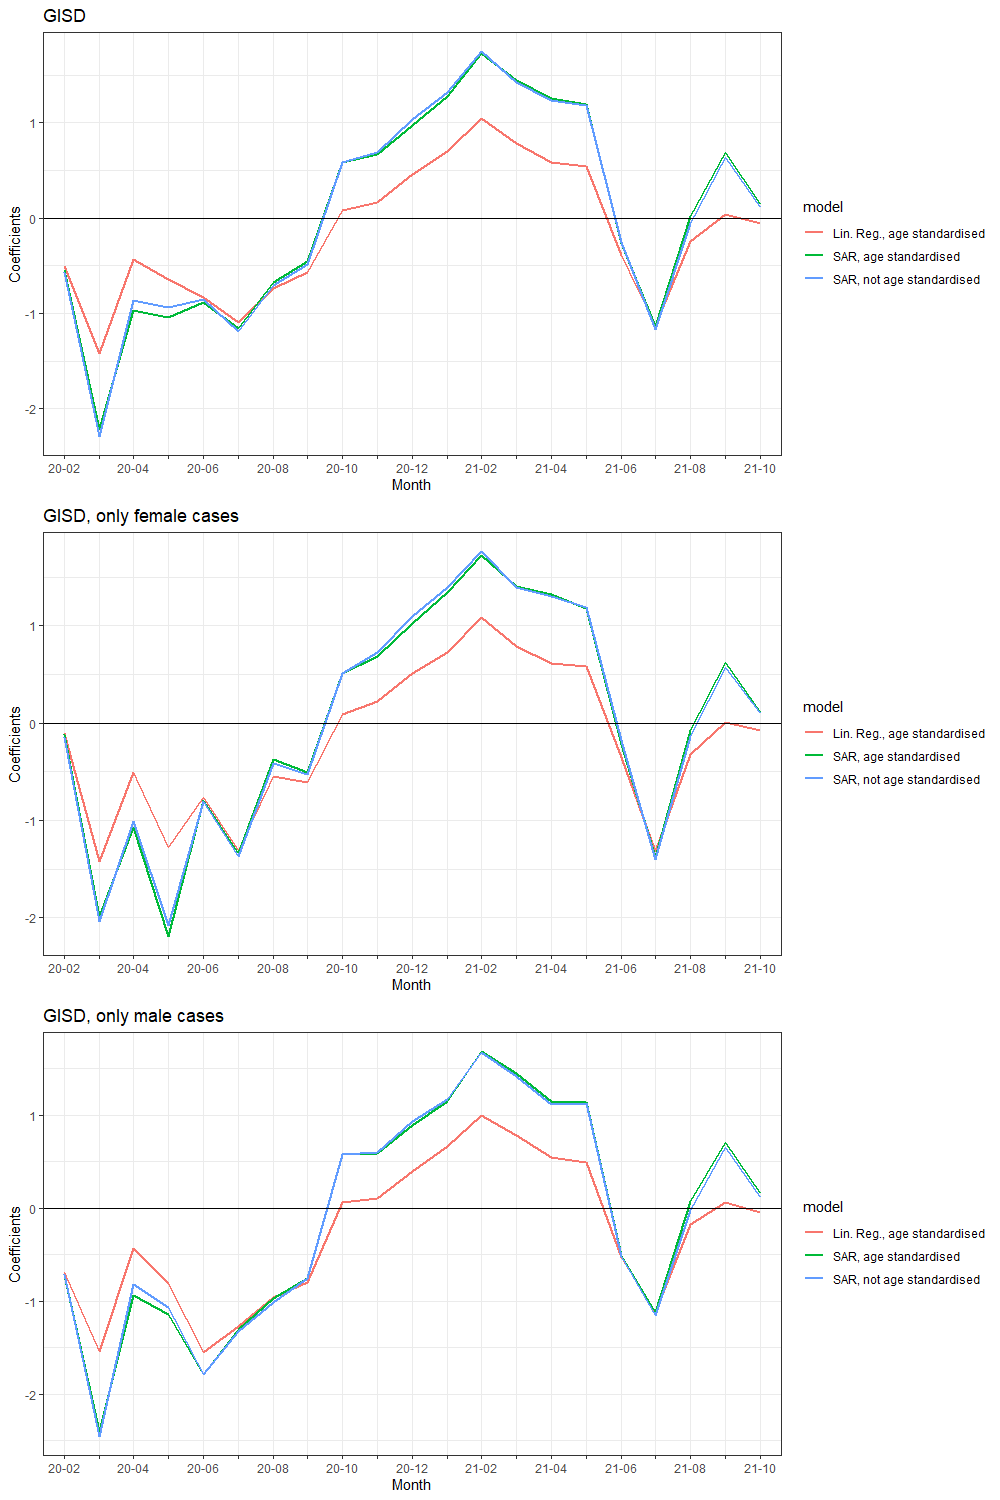 GISD
Coefficients
1
0
-1
-2
20-02 20-04 20-06 20-08 20-10 20-12 21-02 21-04 21-06 21-08 21-10
Month
model
Lin. Reg., age standardised
SAR, age standardised
SAR, not age standardised
GISD, only female cases
Coefficients
1
0
-1
-2
20-02 20-04 20-06 20-08 20-10 20-12 21-02 21-04 21-06 21-08 21-10
Month
model
Lin. Reg., age standardised
SAR, age standardised
SAR, not age standardised
GISD, only male cases
Coefficients
1
0
-1
-2
20-02 20-04 20-06 20-08 20-10 20-12 21-02 21-04 21-06 21-08 21-10
Month
model
Lin. Reg., age standardised
SAR, age standardised
SAR, not age standardised